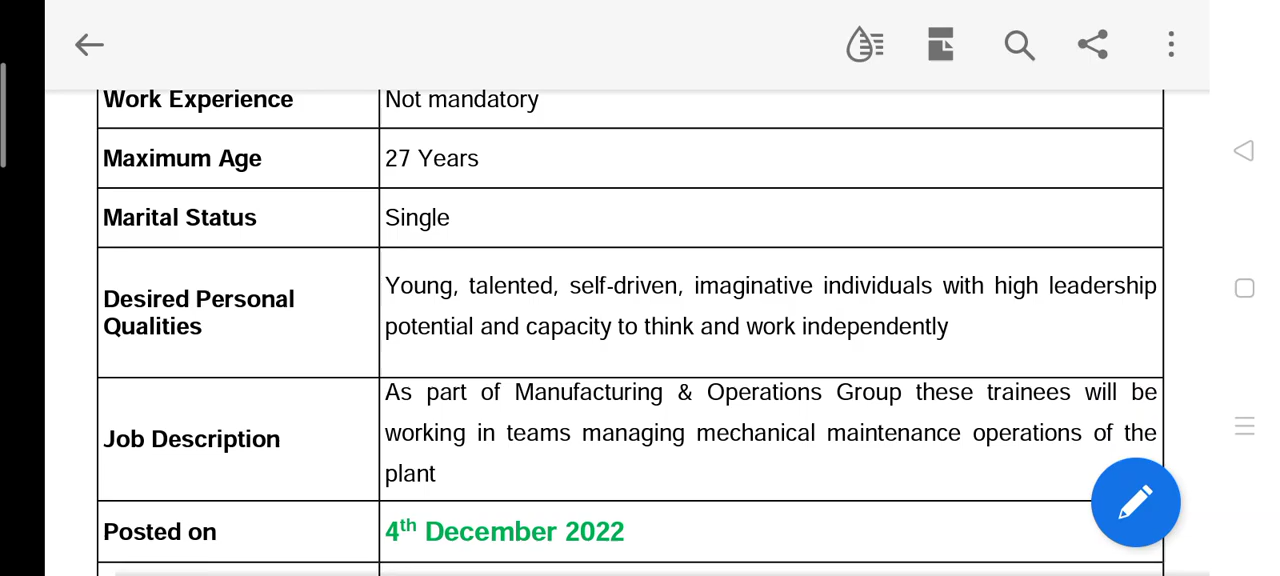 Work Experience
Not mandatory
Maximum Age
27 Years
Marital Status
Single
Desired Personal
Qualities
Young, talented, self-driven, imaginative individuals with high leadership
potential and capacity to think and work independently
Job Description
As part of Manufacturing & Operations Group these trainees will be
working in teams managing mechanical maintenance operations of the
plant
Posted on
4th December 2022